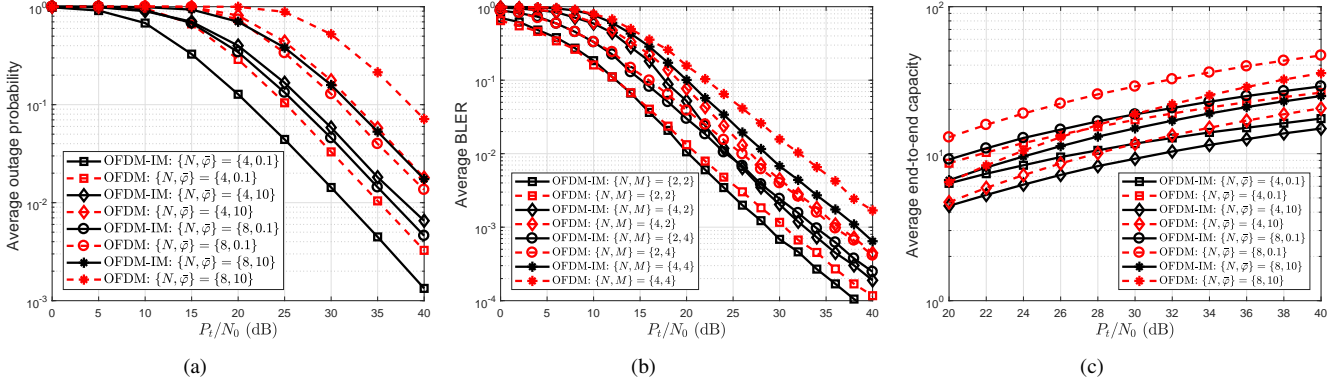 Average outage probability
10^0
10^-1
10^-2
10^-3
0 5 10 15 20 25 30 35 40
P_t/N_0 (dB)
OFDM-IM: {N, φ̄} = {4, 0.1}
OFDM: {N, φ̄} = {4, 0.1}
OFDM-IM: {N, φ̄} = {4, 10}
OFDM: {N, φ̄} = {4, 10}
OFDM-IM: {N, φ̄} = {8, 0.1}
OFDM: {N, φ̄} = {8, 0.1}
OFDM-IM: {N, φ̄} = {8, 10}
OFDM: {N, φ̄} = {8, 10}
(a)
Average BLER
10^0
10^-1
10^-2
10^-3
10^-4
0 5 10 15 20 25 30 35 40
P_t/N_0 (dB)
OFDM-IM: {N, M} = {2, 2}
OFDM: {N, M} = {2, 2}
OFDM-IM: {N, M} = {4, 2}
OFDM: {N, M} = {4, 2}
OFDM-IM: {N, M} = {2, 4}
OFDM: {N, M} = {2, 4}
OFDM-IM: {N, M} = {4, 4}
OFDM: {N, M} = {4, 4}
(b)
Average end-to-end capacity
10^2
10^1
10^0
20 22 24 26 28 30 32 34 36 38 40
P_t/N_0 (dB)
OFDM-IM: {N, φ̄} = {4, 0.1}
OFDM: {N, φ̄} = {4, 0.1}
OFDM-IM: {N, φ̄} = {4, 10}
OFDM: {N, φ̄} = {4, 10}
OFDM-IM: {N, φ̄} = {8, 0.1}
OFDM: {N, φ̄} = {8, 0.1}
OFDM-IM: {N, φ̄} = {8, 10}
OFDM: {N, φ̄} = {8, 10}
(c)